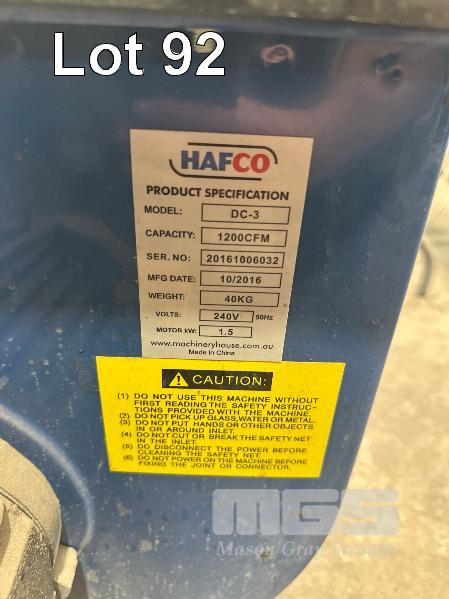 Lot 92
HAFCO
PRODUCT SPECIFICATION
MODEL: DC-3
CAPACITY: 1200CFM
SER. NO: 20161006032
MFG DATE: 10/2016
WEIGHT: 40KG
VOLTS: 240V 50Hz
MOTOR kW: 1.5
www.machineryhouse.com.au
Made in China
CAUTION:
(1) DO NOT USE THIS MACHINE WITHOUT
FIRST READING THE SAFETY INSTRUC-
TIONS PROVIDED WITH THE MACHINE.
(2) DO NOT PICK UP GLASS,WATER OR METAL.
(3) DO NOT PUT HANDS OR OTHER OBJECTS
IN OR AROUND INLET.
(4) DO NOT CUT OR BREAK THE SAFETY NET
IN THE INLET.
(5) DO DISCONNECT THE POWER BEFORE
CLEANING THE SAFETY NET.
(6) DO NOT POWER ON THE MACHINE BEFORE
FIXING THE JOINT OR CONNECTOR.
MGS
Mason Gray Strange